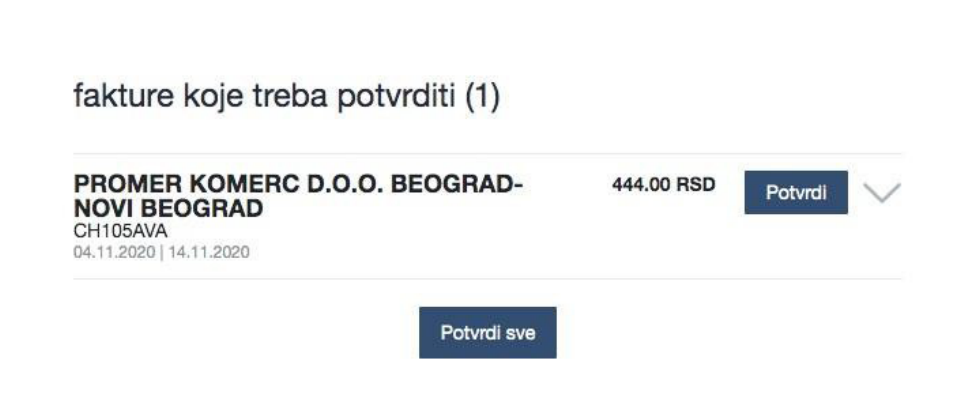 fakture koje treba potvrditi (1)
PROMER KOMERC D.O.O. BEOGRAD-
NOVI BEOGRAD
444.00 RSD
Potvrdi
CH105AVA
04.11.2020 | 14.11.2020
Potvrdi sve